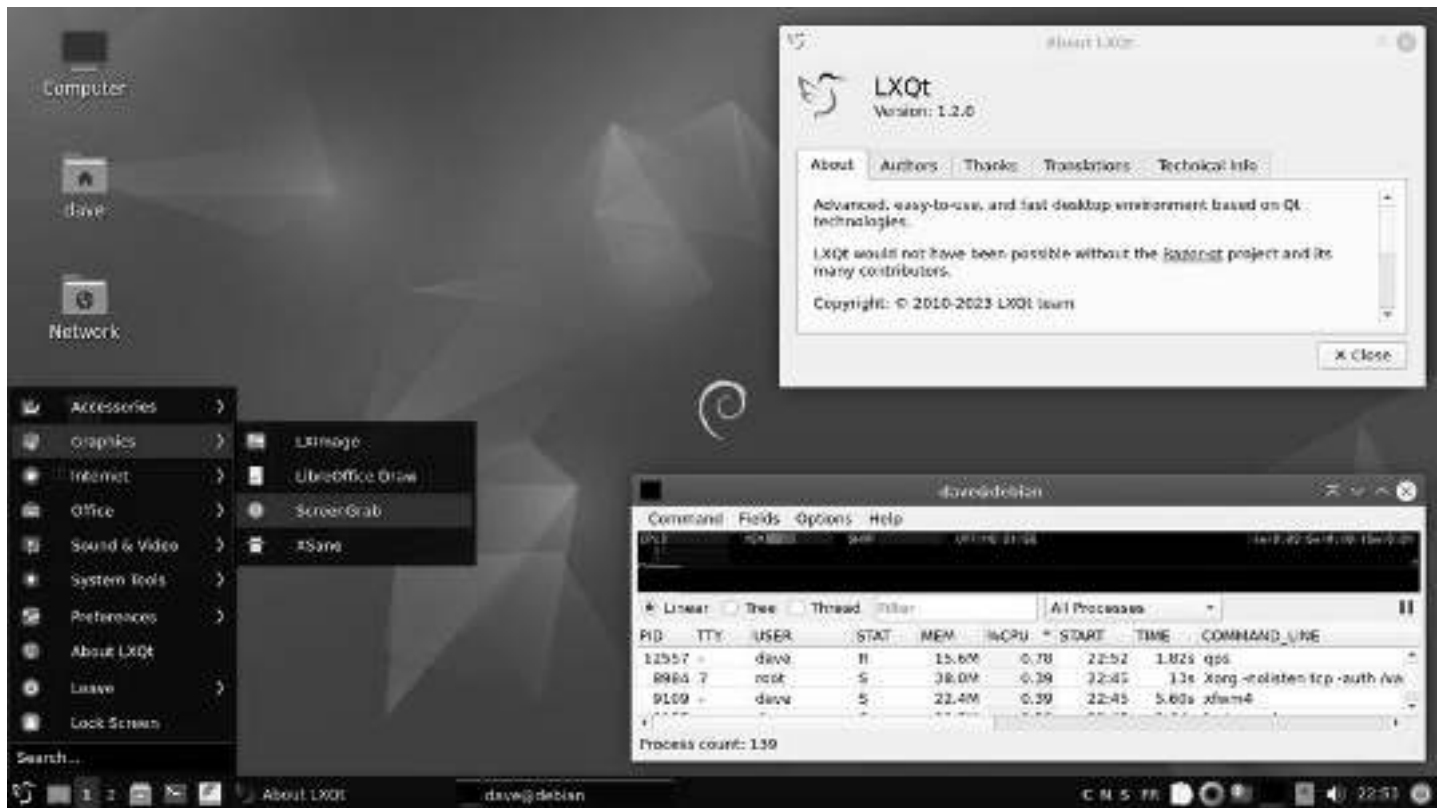 Computer
dave
Network
About LXQt
LXQt
Version: 1.2.0
About Authors Thanks Translations Technical Info
Advanced, easy-to-use, and fast desktop environment based on Qt
technologies.
LXQt would not have been possible without the Razor-qt project and its
many contributors.
Copyright: © 2010-2023 LXQt team
Close
Accessories
Graphics
Internet
Office
Sound & Video
System Tools
Preferences
About LXQt
Leave
Lock Screen
Search...
LXImage
LibreOffice Draw
ScreenGrab
XSane
dave@debian
Command Fields Options Help
Linear Tree Thread Filter All Processes
PID TTY USER STAT MEM %CPU START TIME COMMAND_LINE
12557 - dave R 15.6M 0.78 22:52 1.82s qps
8984 7 root S 38.0M 0.39 22:45 13s Xorg -nolisten tcp -auth /va
9109 - dave S 22.4M 0.39 22:45 5.60s xfwm4
Process count: 139
1 2 About LXQt dave@debian C N S FR 22:53